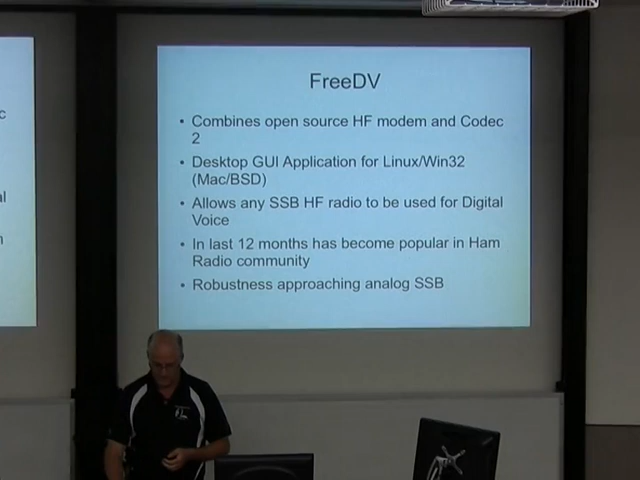 FreeDV
• Combines open source HF modem and Codec
2
• Desktop GUI Application for Linux/Win32
(Mac/BSD)
• Allows any SSB HF radio to be used for Digital
Voice
• In last 12 months has become popular in Ham
Radio community
• Robustness approaching analog SSB